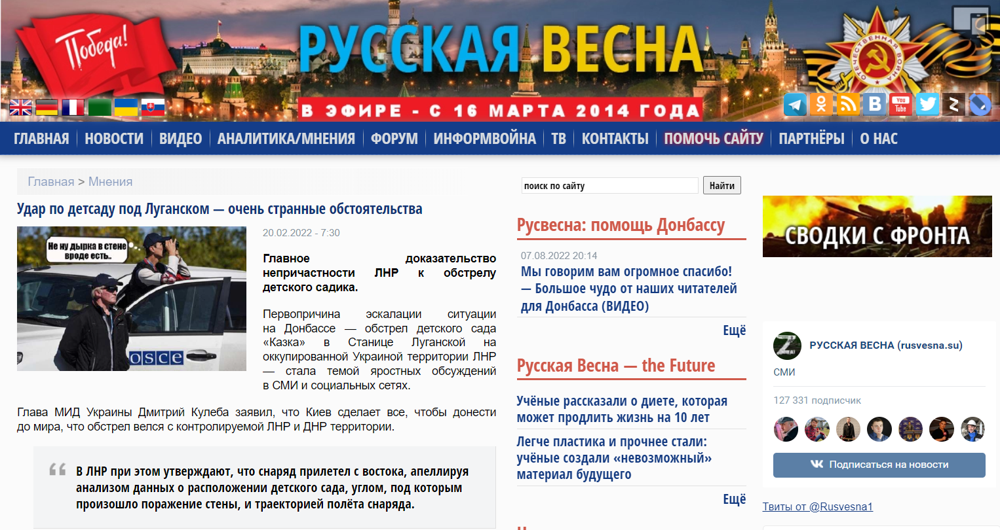 Победа!
РУССКАЯ ВЕСНА
В ЭФИРЕ - С 16 МАРТА 2014 ГОДА
You
Tube
ГЛАВНАЯ
НОВОСТИ
ВИДЕО
АНАЛИТИКА/МНЕНИЯ
ФОРУМ
ИНФОРМВОЙНА
ТВ
КОНТАКТЫ
ПОМОЧЬ САЙТУ
ПАРТНЁРЫ
О НАС
Главная > Мнения
Удар по детсаду под Луганском — очень странные обстоятельства
Не ну дырка в стене
вроде есть..
OSCE
20.02.2022 - 7:30
Главное доказательство
непричастности ЛНР к обстрелу
детского садика.
Первопричина эскалации ситуации
на Донбассе — обстрел детского сада
«Казка» в Станице Луганской на
оккупированной Украиной территории ЛНР
— стала темой яростных обсуждений
в СМИ и социальных сетях.
Глава МИД Украины Дмитрий Кулеба заявил, что Киев сделает все, чтобы донести
до мира, что обстрел велся с контролируемой ЛНР и ДНР территории.
В ЛНР при этом утверждают, что снаряд прилетел с востока, апеллируя
анализом данных о расположении детского сада, углом, под которым
произошло поражение стены, и траекторией полёта снаряда.
поиск по сайту
Найти
Русвесна: помощь Донбассу
07.08.2022 20:14
Мы говорим вам огромное спасибо!
— Большое чудо от наших читателей
для Донбасса (ВИДЕО)
Ещё
Русская Весна — the Future
Учёные рассказали о диете, которая
может продлить жизнь на 10 лет
Легче пластика и прочнее стали:
учёные создали «невозможный»
материал будущего
Ещё
СВОДКИ С ФРОНТА
РУССКАЯ ВЕСНА (rusvesna.su)
СМИ
127 331 подписчик
Подписаться на новости
Твиты от @Rusvesna1